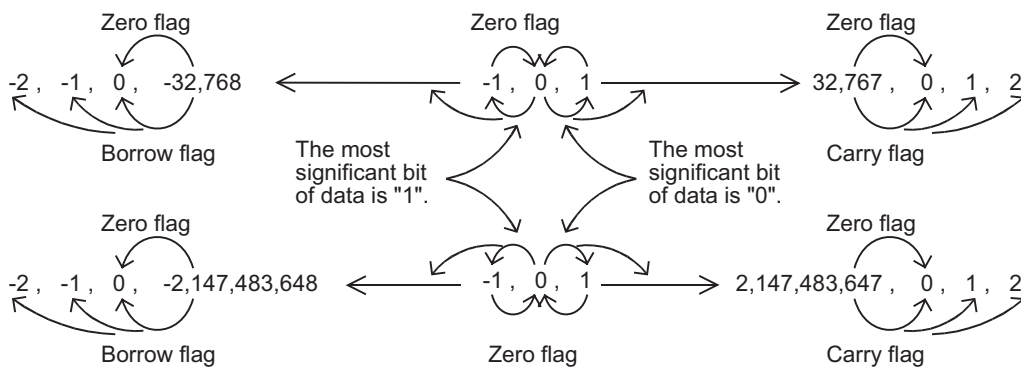 Zero flag Zero flag Zero flag
-2 , -1 , 0 , -32,768 -1 , 0 , 1 32,767 , 0 , 1 , 2
Borrow flag Carry flag
The most
significant bit
of data is "1".
The most
significant bit
of data is "0".
Zero flag Zero flag
-2 , -1 , 0 , -2,147,483,648 -1 , 0 , 1 2,147,483,647 , 0 , 1 , 2
Borrow flag Zero flag Carry flag